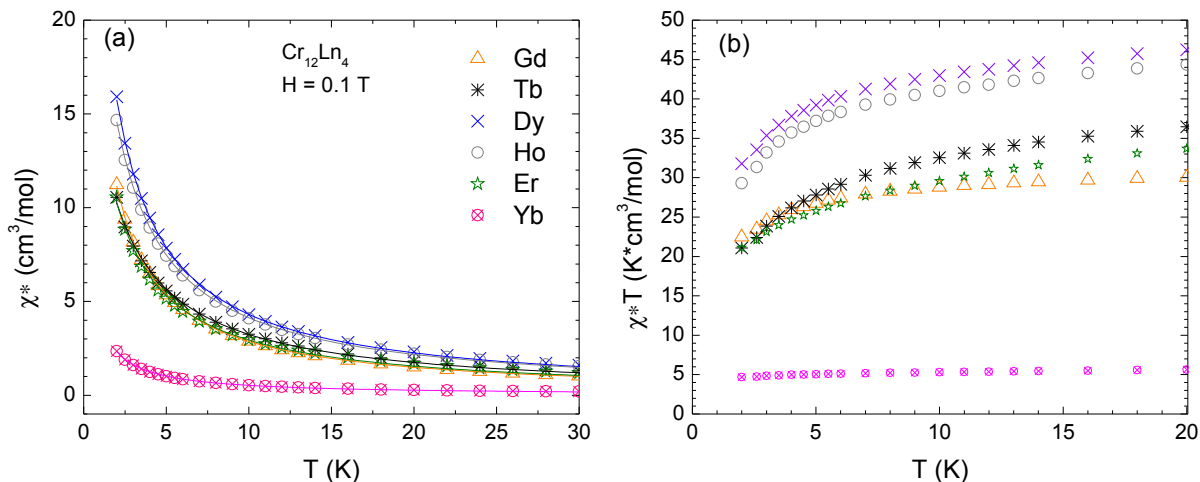 (a)
Cr₁₂Ln₄
H = 0.1 T
Gd
Tb
Dy
Ho
Er
Yb
20
15
10
5
0
χ* (cm³/mol)
0 5 10 15 20 25 30
T (K)
(b)
50
45
40
35
30
25
20
15
10
5
0
χ*T (K*cm³/mol)
0 5 10 15 20
T (K)